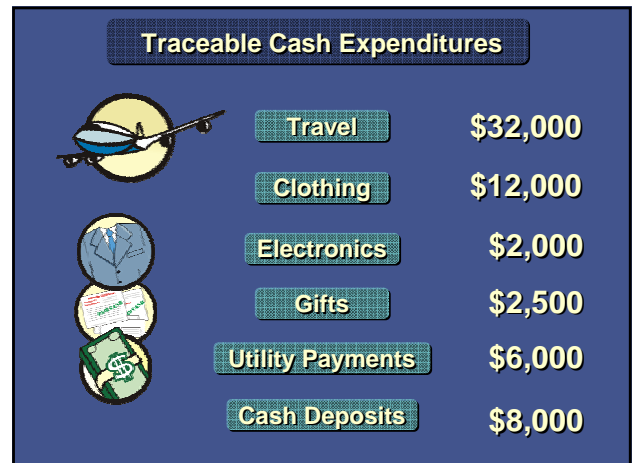 Traceable Cash Expenditures
Travel $32,000
Clothing $12,000
Electronics $2,000
Gifts $2,500
Utility Payments $6,000
Cash Deposits $8,000